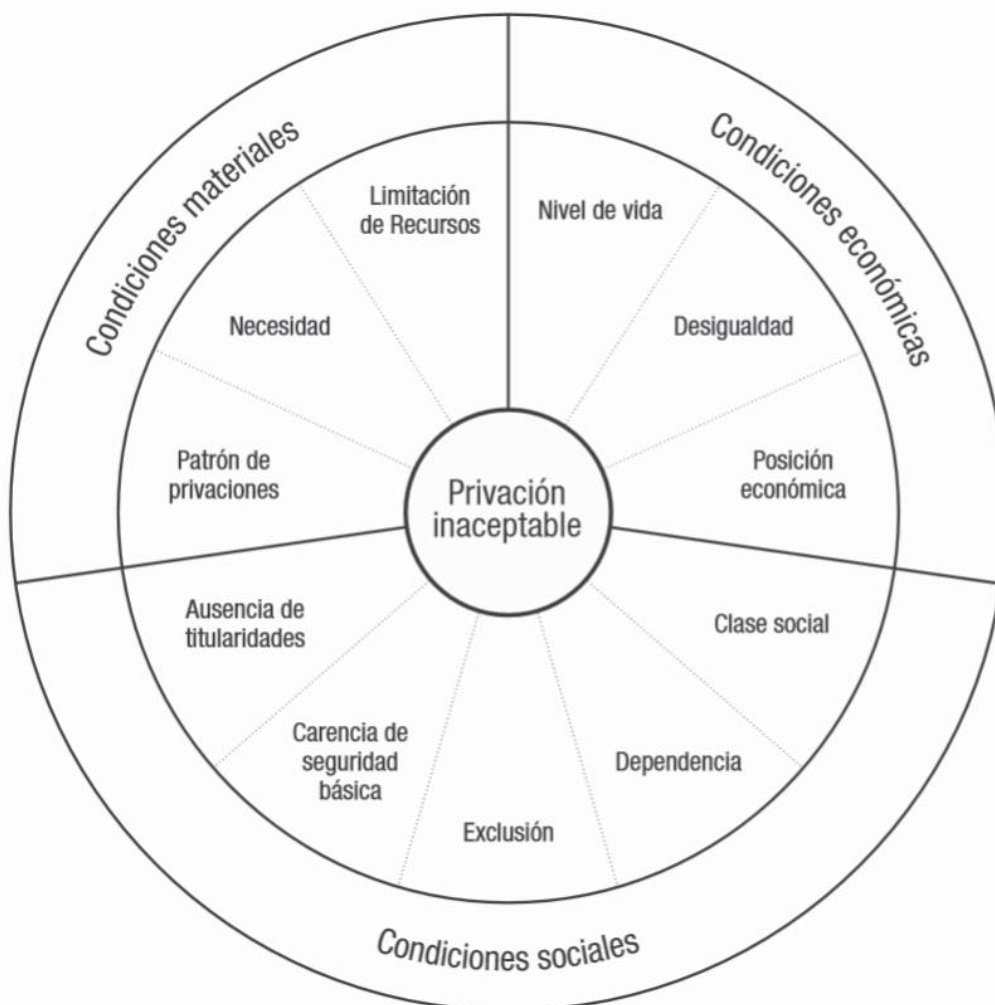 Condiciones materiales
Condiciones económicas
Limitación
de Recursos
Nivel de vida
Necesidad
Desigualdad
Patrón de
privaciones
Privación
inaceptable
Posición
económica
Ausencia de
titularidades
Clase social
Carencia de
seguridad
básica
Dependencia
Exclusión
Condiciones sociales